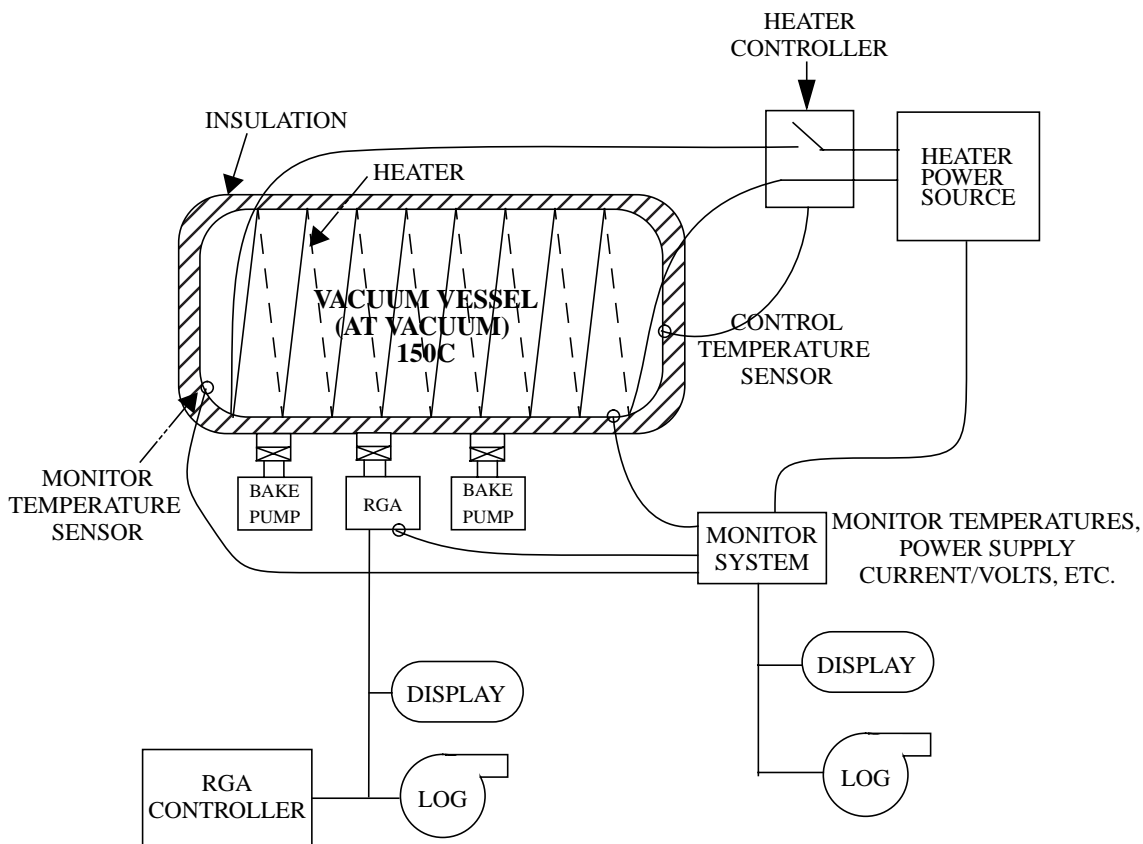 HEATER
CONTROLLER
INSULATION
HEATER
HEATER
POWER
SOURCE
VACUUM VESSEL
(AT VACUUM)
150C
CONTROL
TEMPERATURE
SENSOR
MONITOR
TEMPERATURE
SENSOR
BAKE
PUMP
RGA
BAKE
PUMP
MONITOR
SYSTEM
MONITOR TEMPERATURES,
POWER SUPPLY
CURRENT/VOLTS, ETC.
DISPLAY
DISPLAY
RGA
CONTROLLER
LOG
LOG